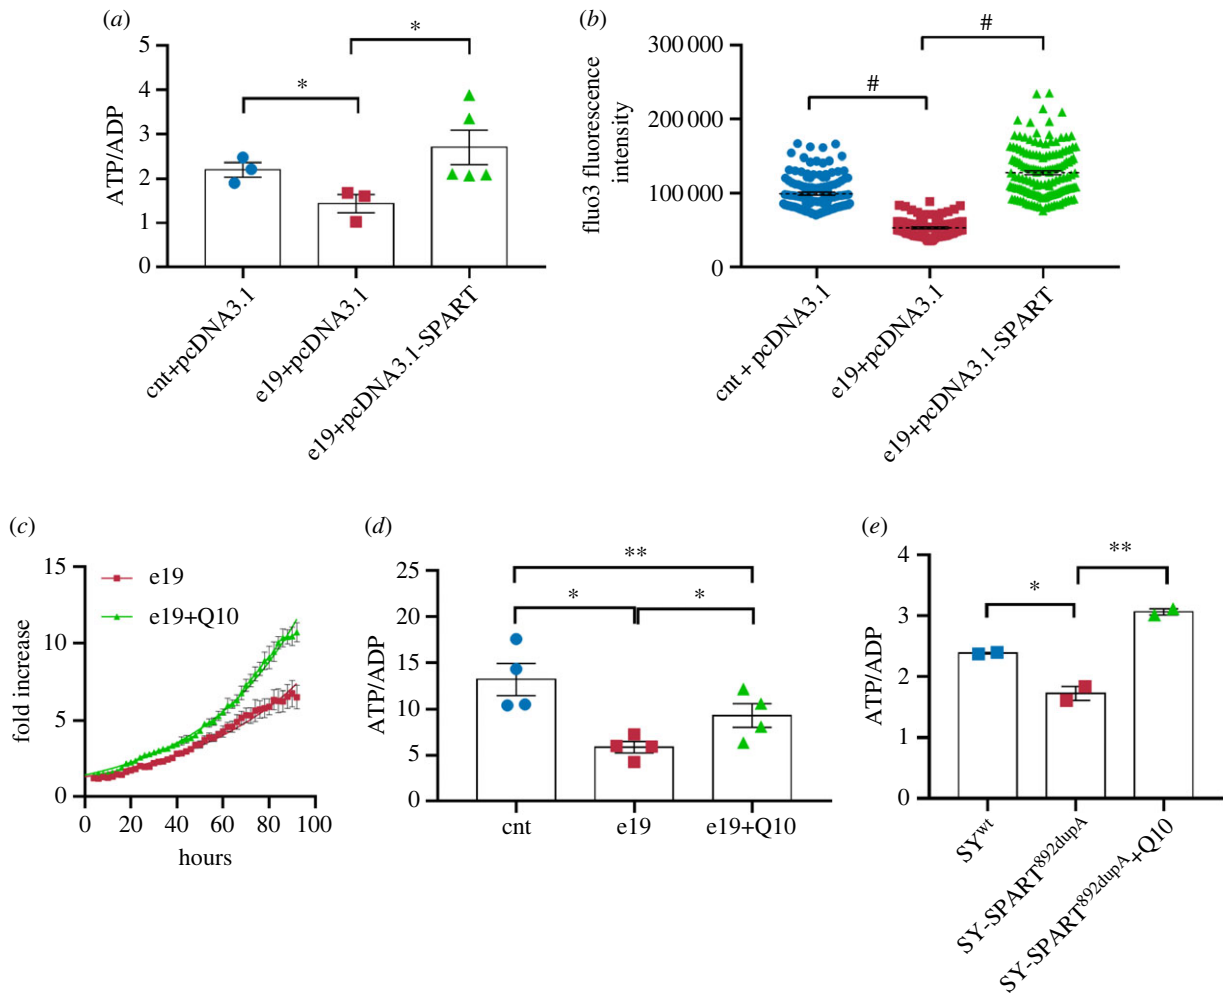 (a)
*
*
5
4
3
2
1
0
ATP/ADP
cnt+pcDNA3.1
e19+pcDNA3.1
e19+pcDNA3.1-SPART
(b)
#
#
300 000
200 000
100 000
0
fluo3 fluorescence
intensity
cnt + pcDNA3.1
e19+pcDNA3.1
e19+pcDNA3.1-SPART
(c)
15
10
5
0
fold increase
e19
e19+Q10
0 20 40 60 80 100
hours
(d)
**
*
*
25
20
15
10
5
0
ATP/ADP
cnt e19 e19+Q10
(e)
**
*
4
3
2
1
0
ATP/ADP
SYwt
SY-SPART892dupA
SY-SPART892dupA+Q10